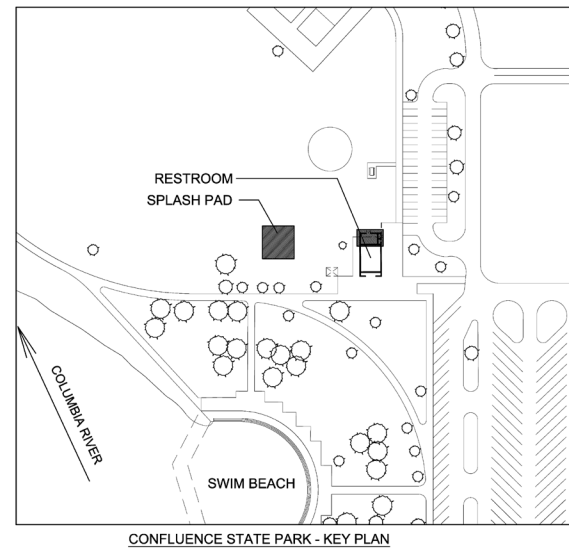 RESTROOM
SPLASH PAD
COLUMBIA RIVER
SWIM BEACH
CONFLUENCE STATE PARK - KEY PLAN